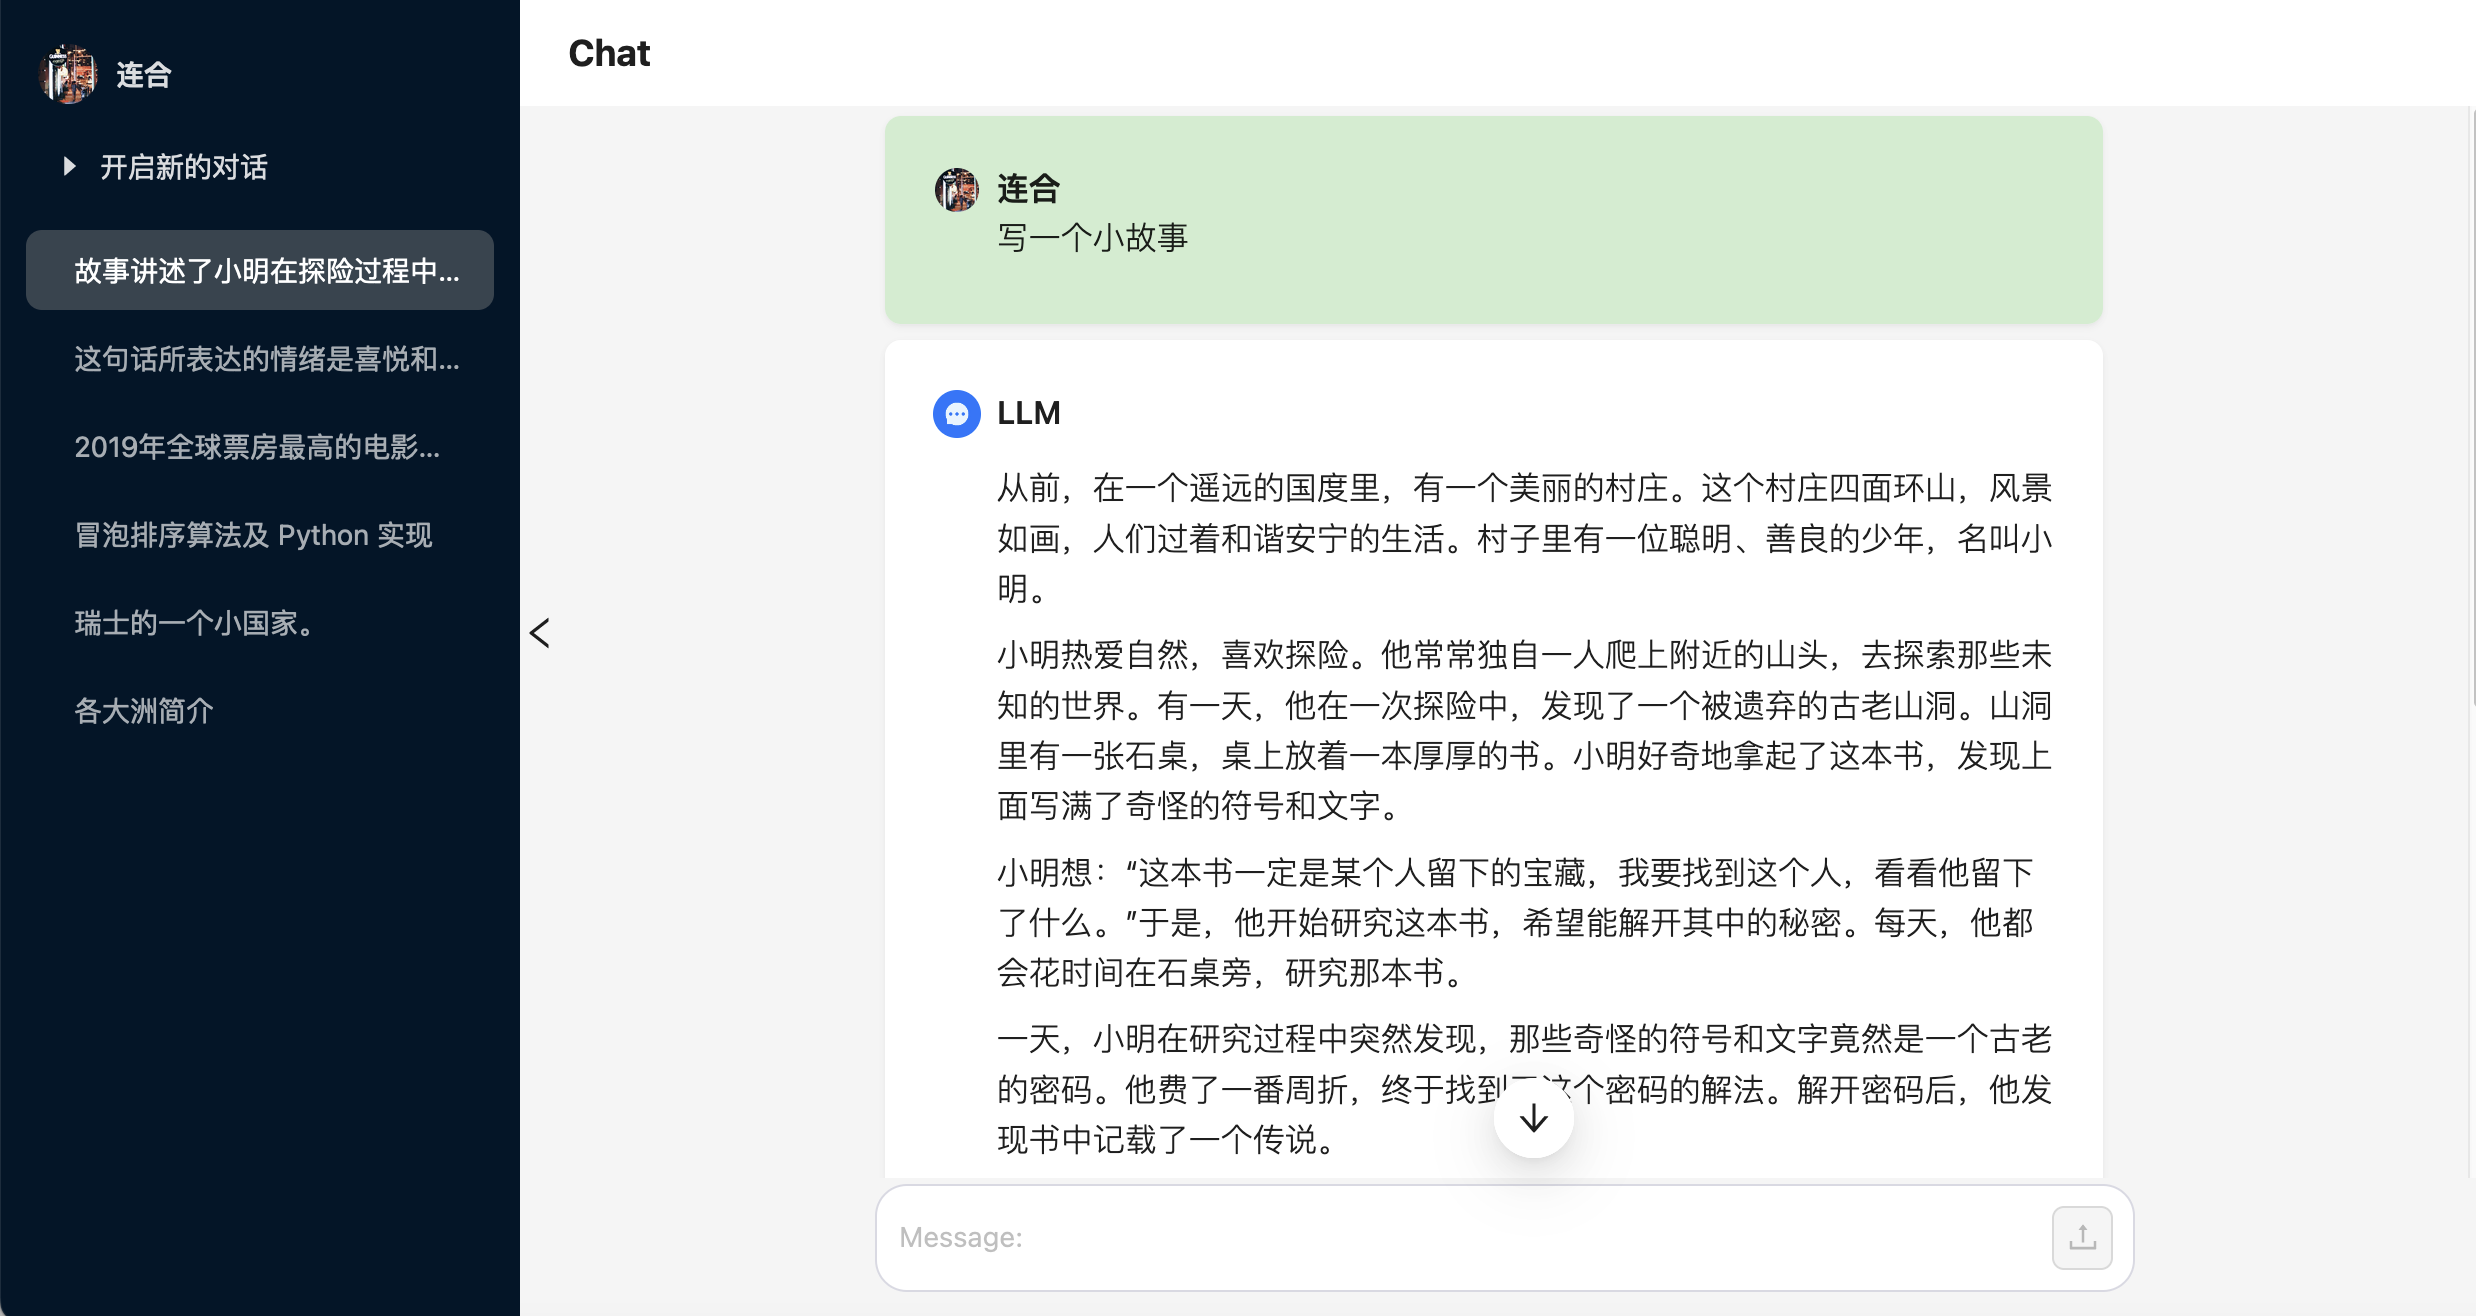 连合
开启新的对话
故事讲述了小明在探险过程中...
这句话所表达的情绪是喜悦和...
2019年全球票房最高的电影...
冒泡排序算法及 Python 实现
瑞士的一个小国家。
各大洲简介
Chat
连合
写一个小故事
LLM
从前，在一个遥远的国度里，有一个美丽的村庄。这个村庄四面环山，风景
如画，人们过着和谐安宁的生活。村子里有一位聪明、善良的少年，名叫小
明。
小明热爱自然，喜欢探险。他常常独自一人爬上附近的山头，去探索那些未
知的世界。有一天，他在一次探险中，发现了一个被遗弃的古老山洞。山洞
里有一张石桌，桌上放着一本厚厚的书。小明好奇地拿起了这本书，发现上
面写满了奇怪的符号和文字。
小明想：“这本书一定是某个人留下的宝藏，我要找到这个人，看看他留下
了什么。”于是，他开始研究这本书，希望能解开其中的秘密。每天，他都
会花时间在石桌旁，研究那本书。
一天，小明在研究过程中突然发现，那些奇怪的符号和文字竟然是一个古老
的密码。他费了一番周折，终于找到个密码的解法。解开密码后，他发
现书中记载了一个传说。
Message: